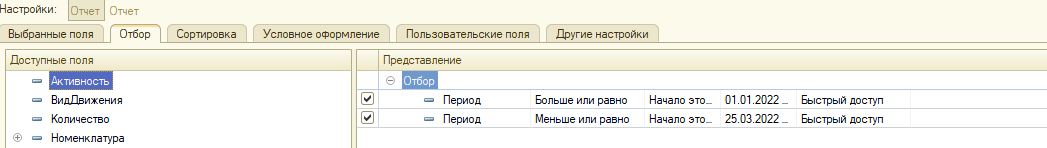 Настройки: Отчет Отчет
Выбранные поля Отбор Сортировка Условное оформление Пользовательские поля Другие настройки
Доступные поля
Активность
ВидДвижения
Количество
Номенклатура
Представление
Отбор
Период Больше или равно Начало это... 01.01.2022 ... Быстрый доступ
Период Меньше или равно Начало это... 25.03.2022 ... Быстрый доступ